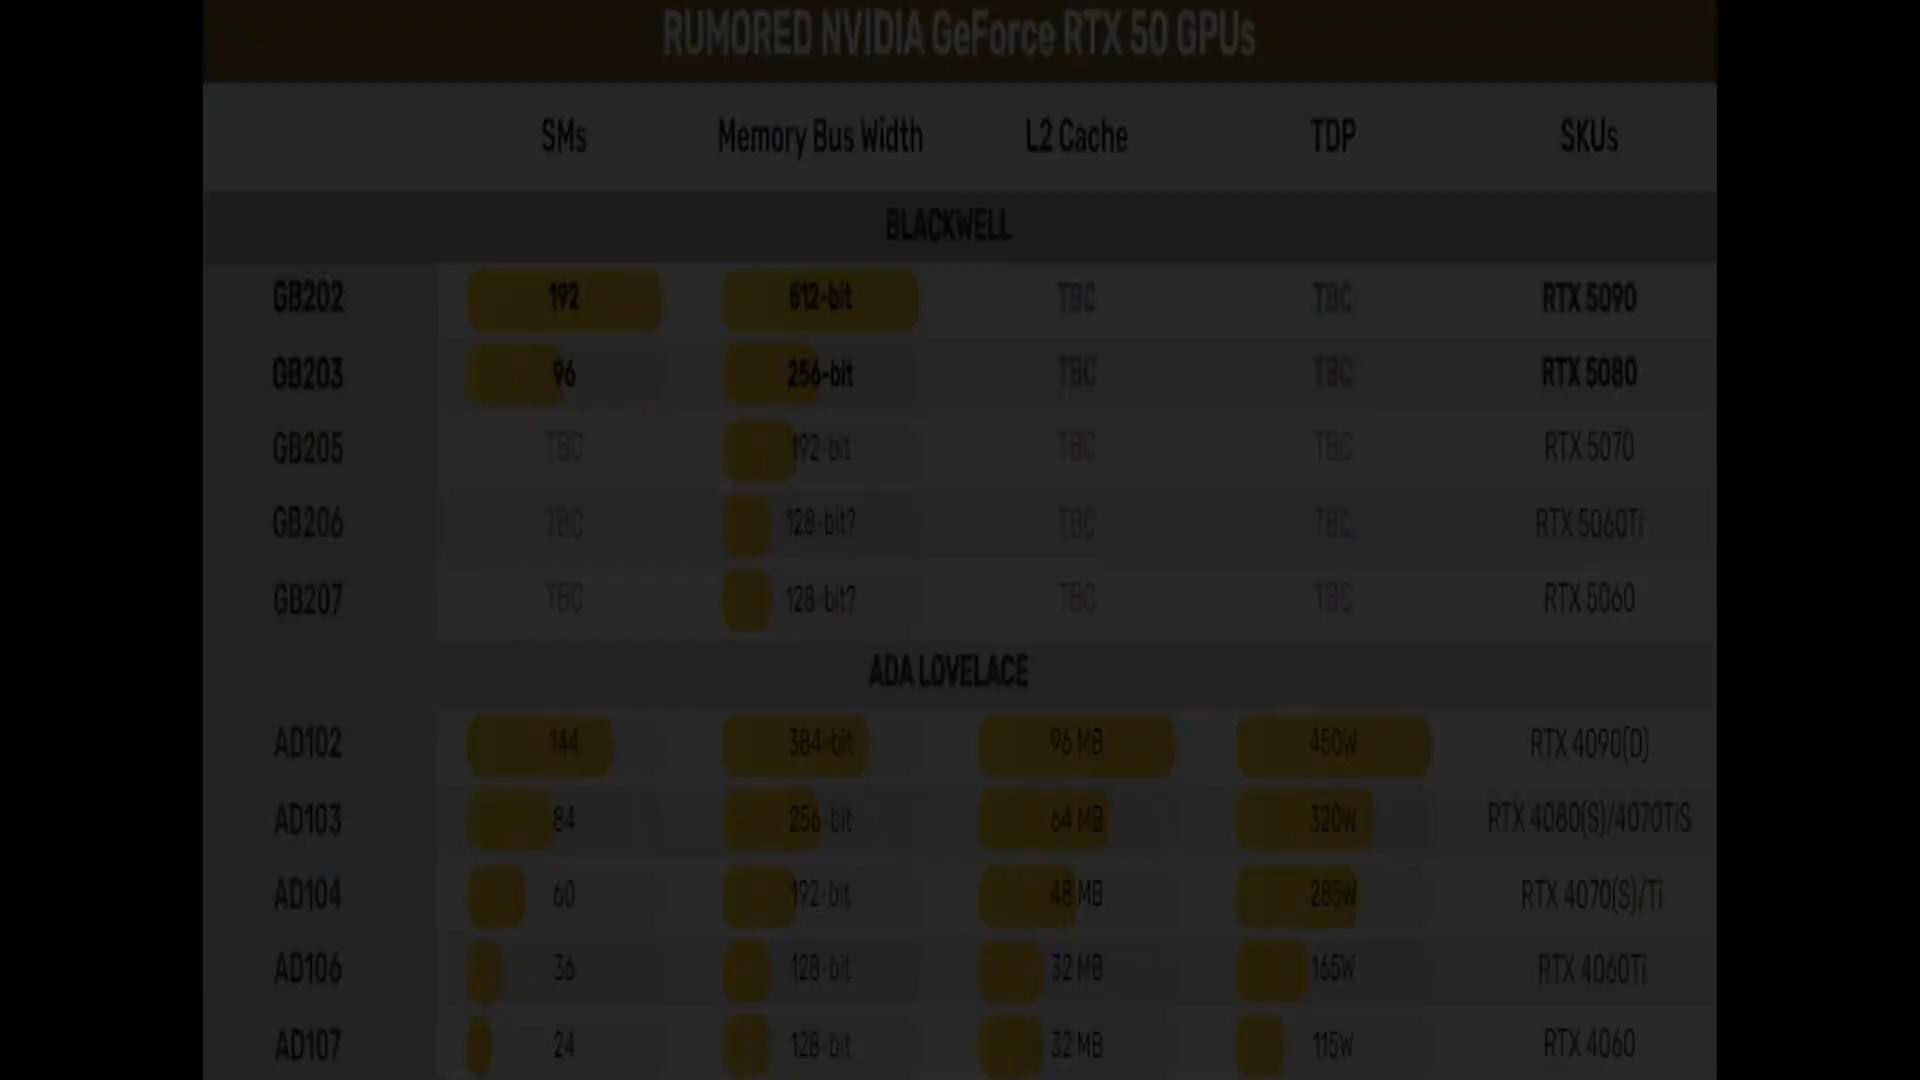 RUMORED NVIDIA GeForce RTX 50 GPUs
SMs Memory Bus Width L2 Cache TDP SKUs
BLACKWELL
GB202 192 512-bit TBC TBC RTX 5090
GB203 96 256-bit TBC TBC RTX 5080
GB205 TBC 192-bit TBC TBC RTX 5070
GB206 TBC 128-bit? TBC TBC RTX 5060Ti
GB207 TBC 128-bit? TBC TBC RTX 5060
ADA LOVELACE
AD102 144 384-bit 96 MB 450W RTX 4090(D)
AD103 84 256-bit 64 MB 320W RTX 4080(S)/4070TiS
AD104 60 192-bit 48 MB 285W RTX 4070(S)/Ti
AD106 36 128-bit 32 MB 165W RTX 4060Ti
AD107 24 128-bit 32 MB 115W RTX 4060